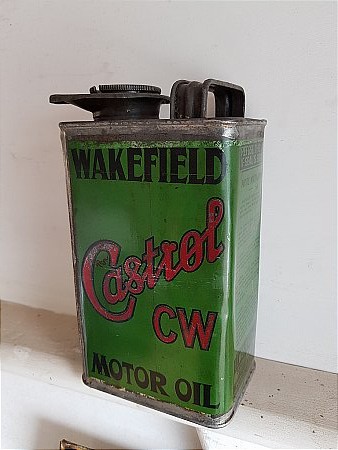 WAKEFIELD
Castrol
CW
MOTOR OIL